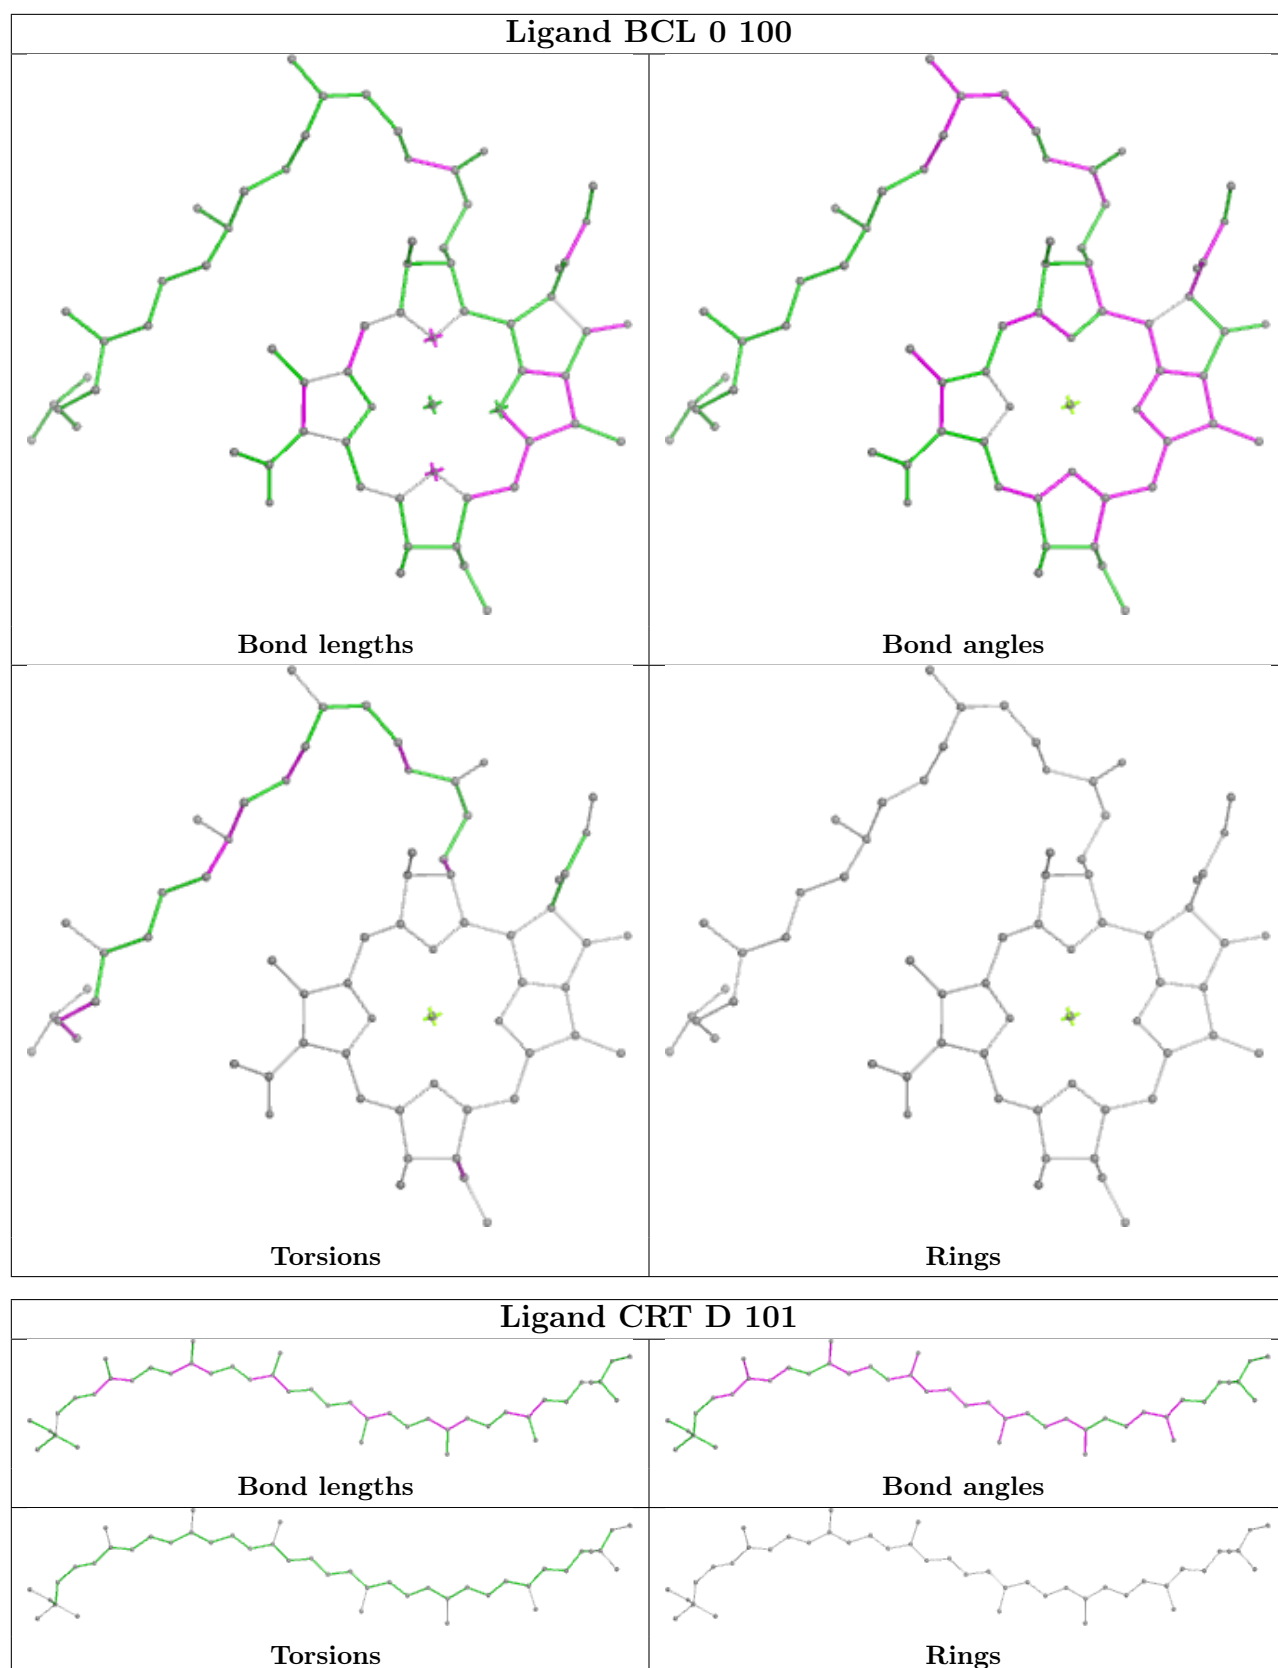 Ligand BCL 0 100
Bond lengths
Bond angles
Torsions
Rings
Ligand CRT D 101
Bond lengths
Bond angles
Torsions
Rings